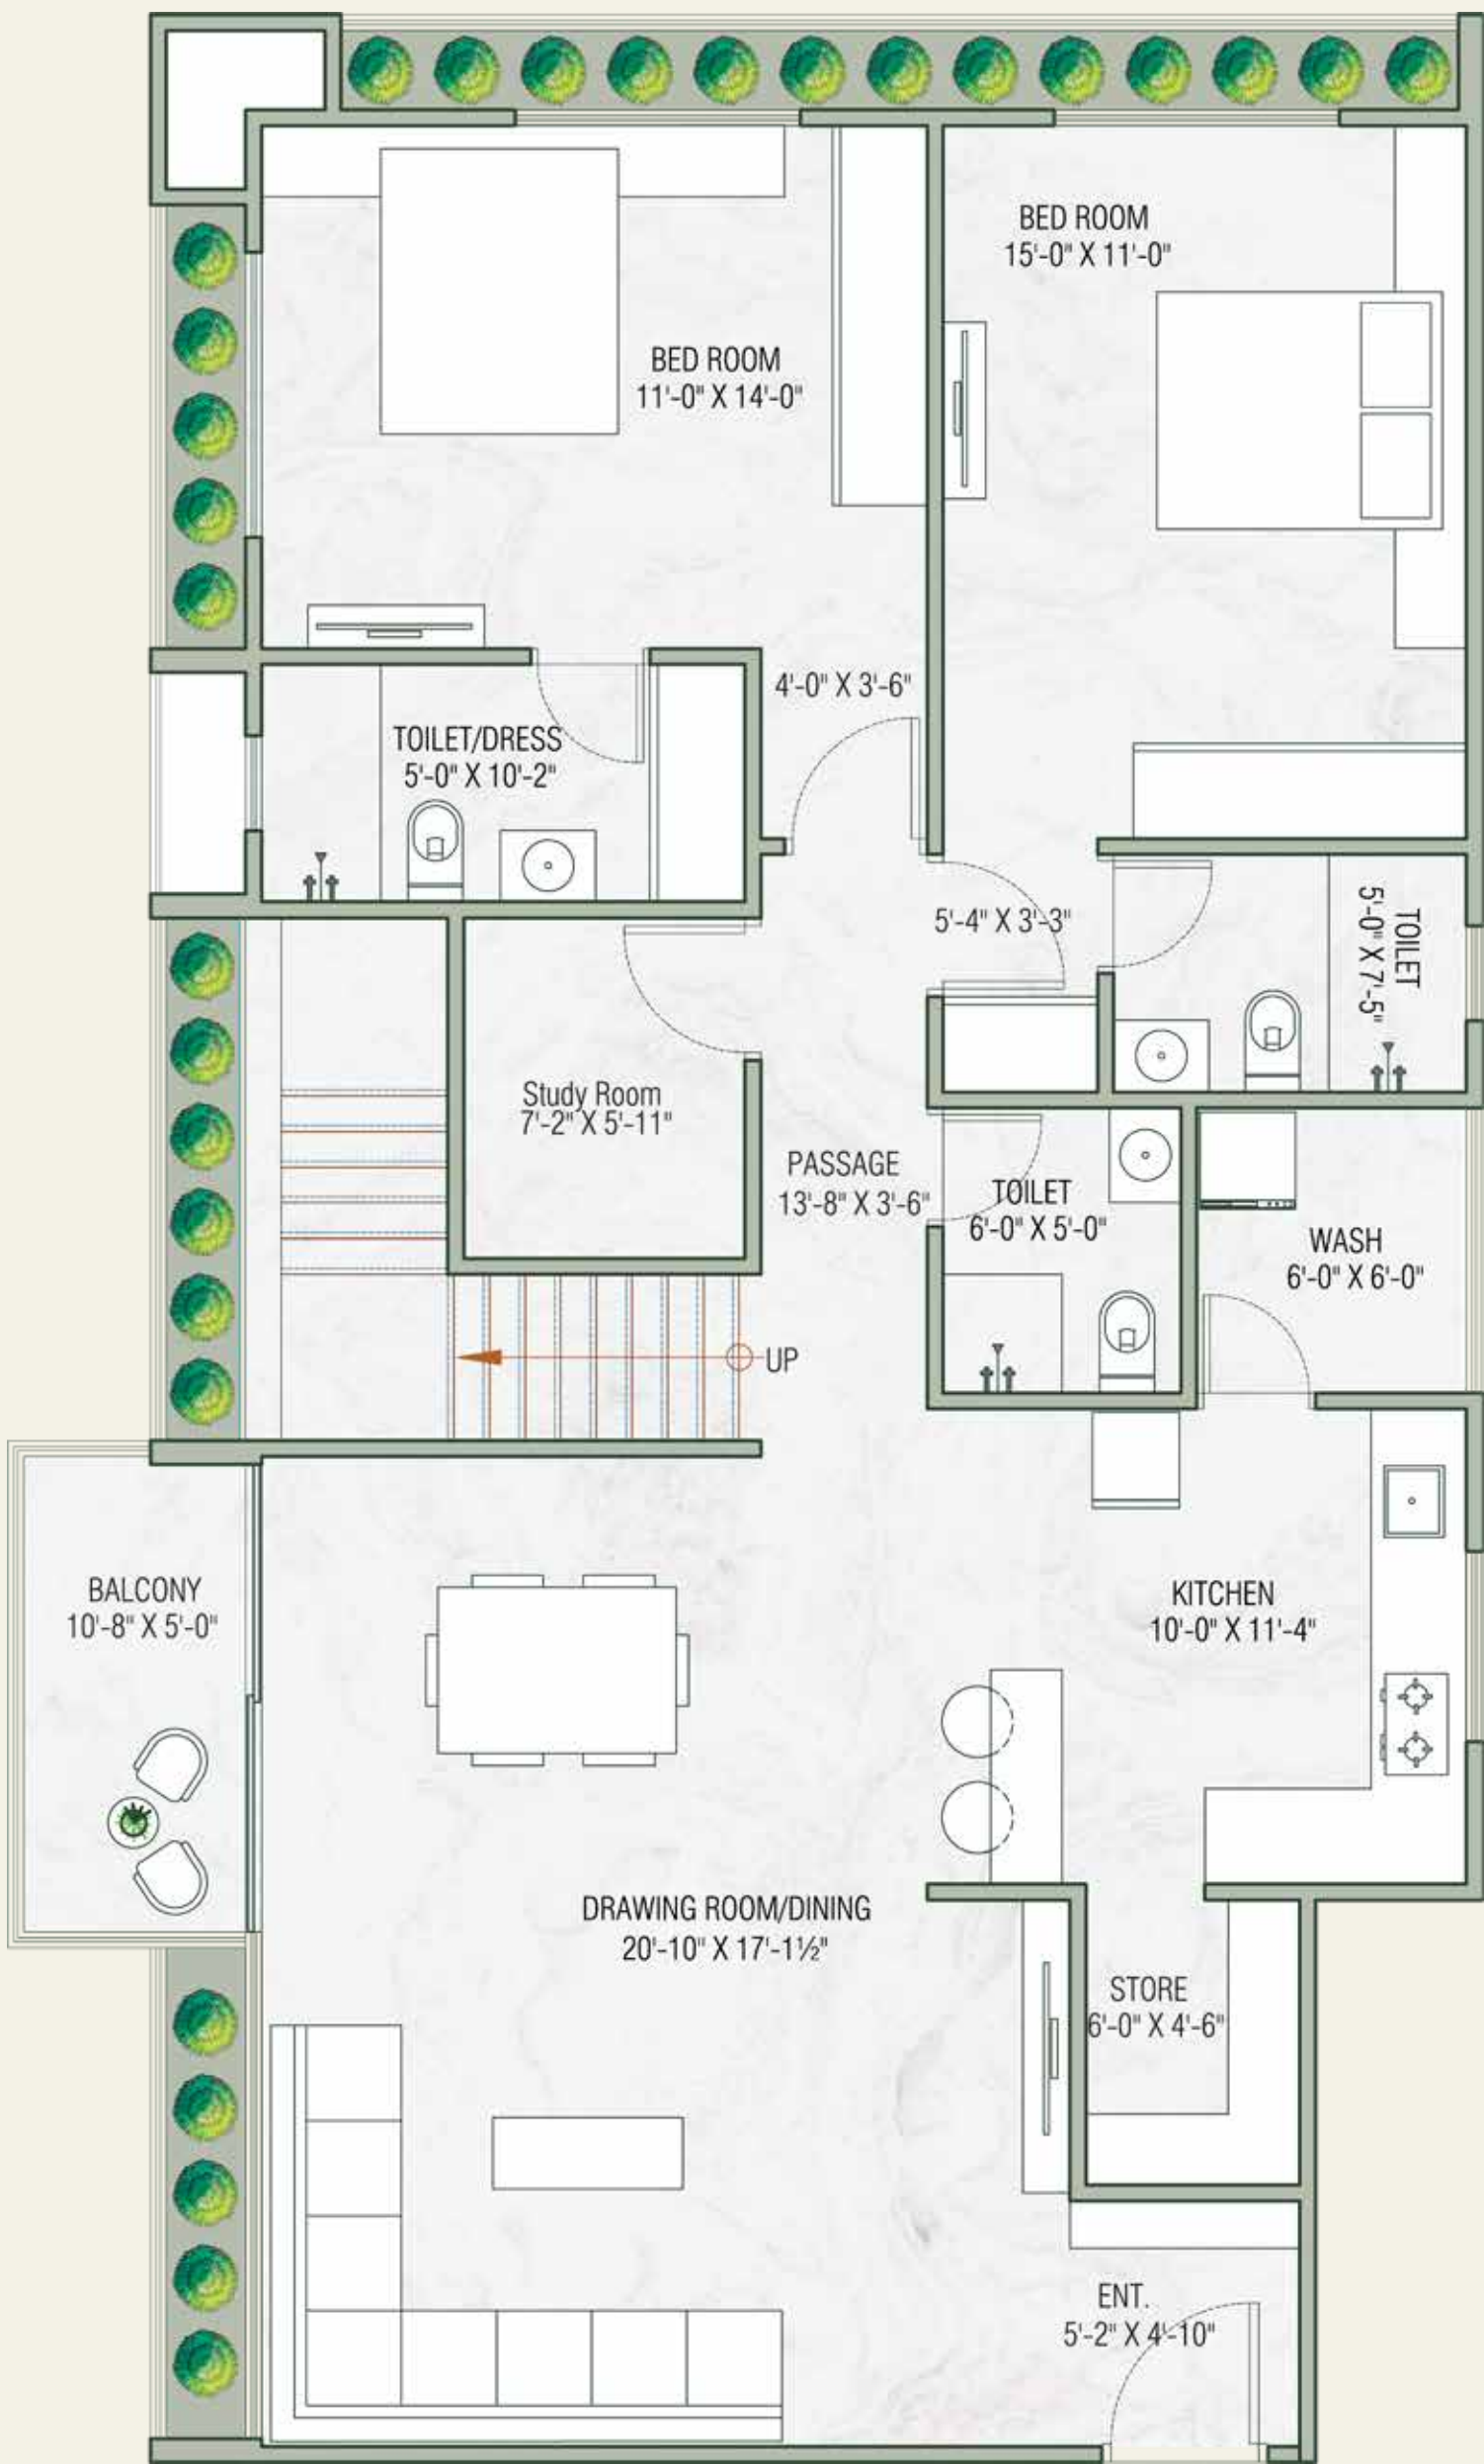 BED ROOM
15'-0" X 11'-0"
BED ROOM
11'-0" X 14'-0"
4'-0" X 3'-6"
TOILET/DRESS
5'-0" X 10'-2"
5'-4" X 3'-3"
TOILET
5'-0" X 7'-5"
Study Room
7'-2" X 5'-11"
PASSAGE
13'-8" X 3'-6"
TOILET
6'-0" X 5'-0"
WASH
6'-0" X 6'-0"
UP
BALCONY
10'-8" X 5'-0"
KITCHEN
10'-0" X 11'-4"
DRAWING ROOM/DINING
20'-10" X 17'-1½"
STORE
6'-0" X 4'-6"
ENT.
5'-2" X 4'-10"